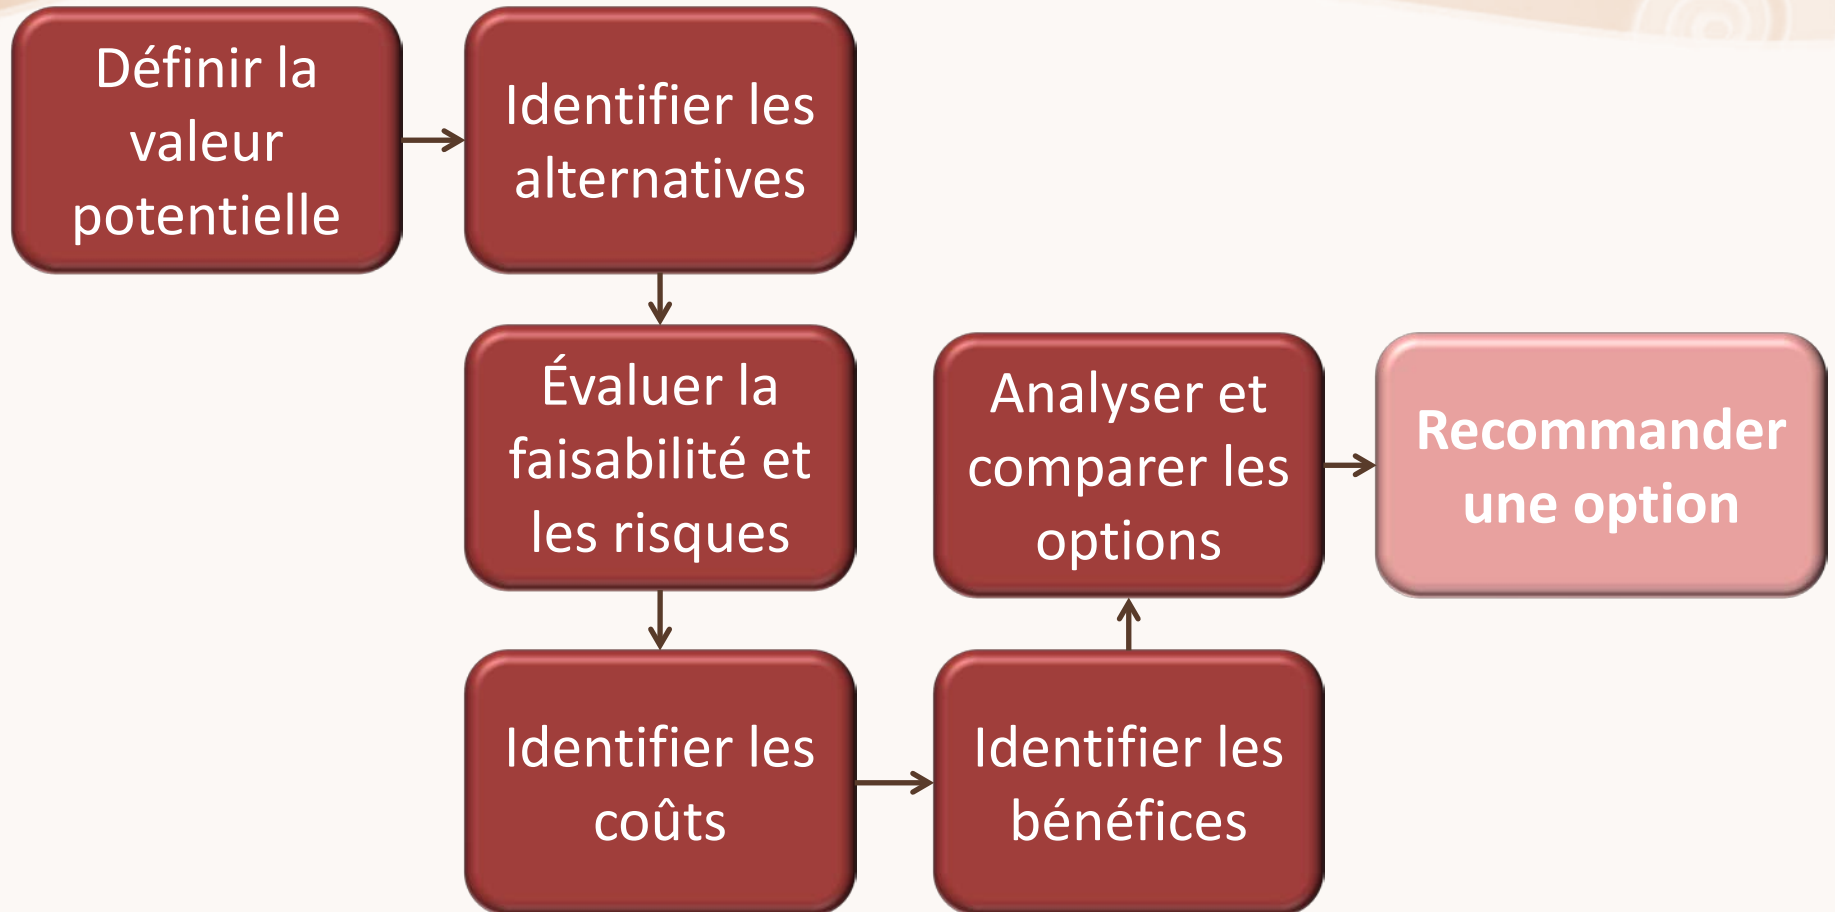 Définir la
valeur
potentielle
Identifier les
alternatives
Évaluer la
faisabilité et
les risques
Identifier les
coûts
Identifier les
bénéfices
Analyser et
comparer les
options
Recommander
une option